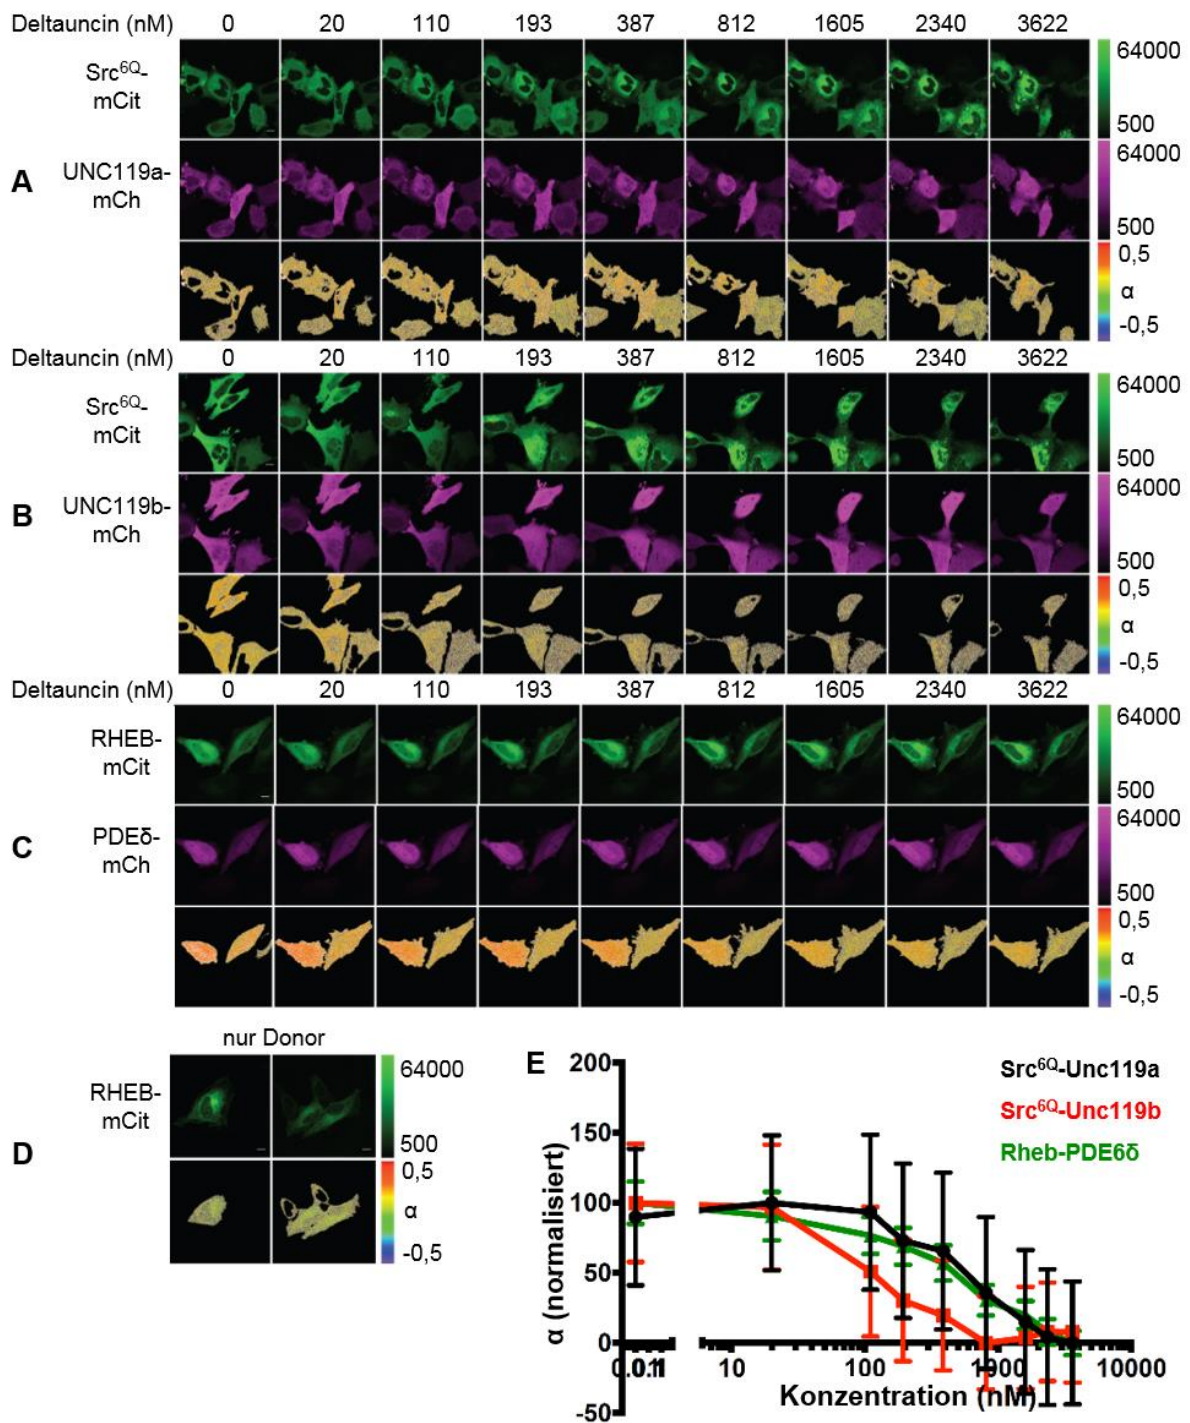 Deltauncin (nM) 0 20 110 193 387 812 1605 2340 3622
Src6Q-
mCit
64000
500
A
UNC119a-
mCh
64000
500
0,5
α
-0,5
Deltauncin (nM) 0 20 110 193 387 812 1605 2340 3622
Src6Q-
mCit
64000
500
B
UNC119b-
mCh
64000
500
0,5
α
-0,5
Deltauncin (nM) 0 20 110 193 387 812 1605 2340 3622
RHEB-
mCit
64000
500
C
PDEδ-
mCh
64000
500
0,5
α
-0,5
nur Donor
D
RHEB-
mCit
64000
500
0,5
α
-0,5
E
α (normalisiert)
200
150
100
50
0
-50
Src6Q-Unc119a
Src6Q-Unc119b
Rheb-PDE6δ
10 100 1000 10000
Konzentration (nM)